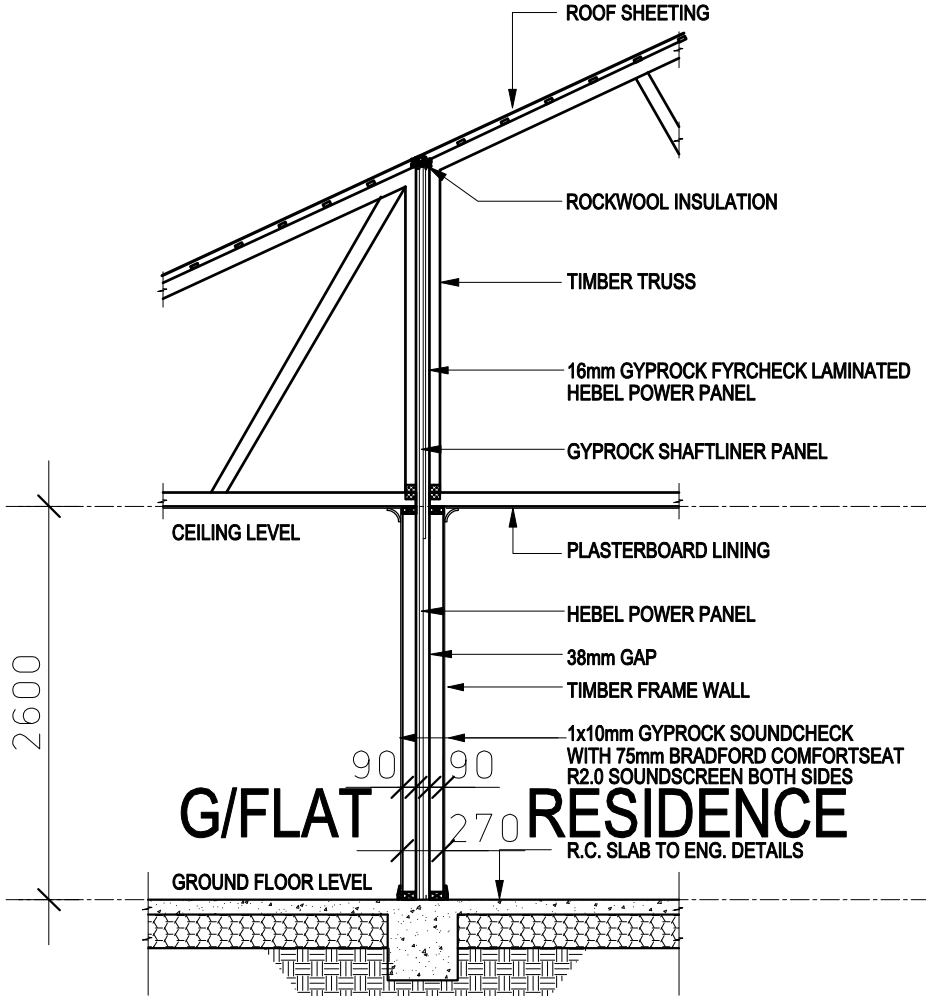 ROOF SHEETING
ROCKWOOL INSULATION
TIMBER TRUSS
16mm GYPROCK FYRCHECK LAMINATED
HEBEL POWER PANEL
GYPROCK SHAFTLINER PANEL
CEILING LEVEL
PLASTERBOARD LINING
HEBEL POWER PANEL
38mm GAP
TIMBER FRAME WALL
2600
1x10mm GYPROCK SOUNDCHECK
WITH 75mm BRADFORD COMFORTSEAT
R2.0 SOUNDSCREEN BOTH SIDES
90 90
G/FLAT RESIDENCE
270
R.C. SLAB TO ENG. DETAILS
GROUND FLOOR LEVEL